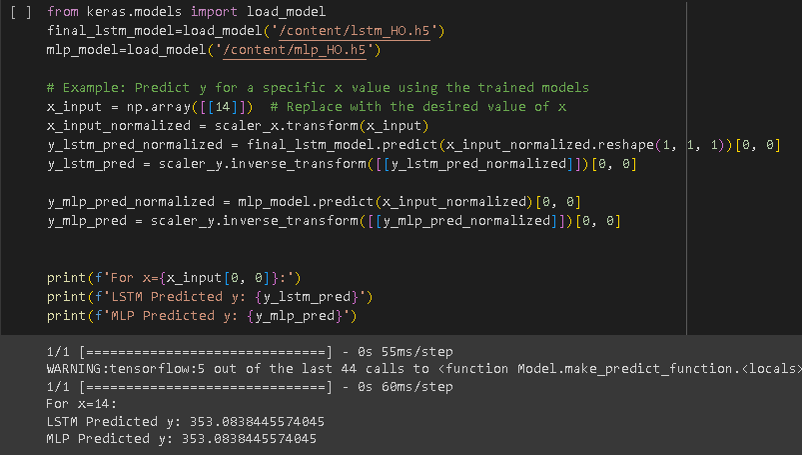 [ ] from keras.models import load_model
final_lstm_model=load_model('/content/lstm_HO.h5')
mlp_model=load_model('/content/mlp_HO.h5')
# Example: Predict y for a specific x value using the trained models
x_input = np.array([[14]])  # Replace with the desired value of x
x_input_normalized = scaler_x.transform(x_input)
y_lstm_pred_normalized = final_lstm_model.predict(x_input_normalized.reshape(1, 1, 1))[0, 0]
y_lstm_pred = scaler_y.inverse_transform([[y_lstm_pred_normalized]])[0, 0]
y_mlp_pred_normalized = mlp_model.predict(x_input_normalized)[0, 0]
y_mlp_pred = scaler_y.inverse_transform([[y_mlp_pred_normalized]])[0, 0]
print(f'For x={x_input[0, 0]}:')
print(f'LSTM Predicted y: {y_lstm_pred}')
print(f'MLP Predicted y: {y_mlp_pred}')
1/1 [==============================] - 0s 55ms/step
WARNING:tensorflow:5 out of the last 44 calls to <function Model.make_predict_function.<locals>
1/1 [==============================] - 0s 60ms/step
For x=14:
LSTM Predicted y: 353.0838445574045
MLP Predicted y: 353.0838445574045